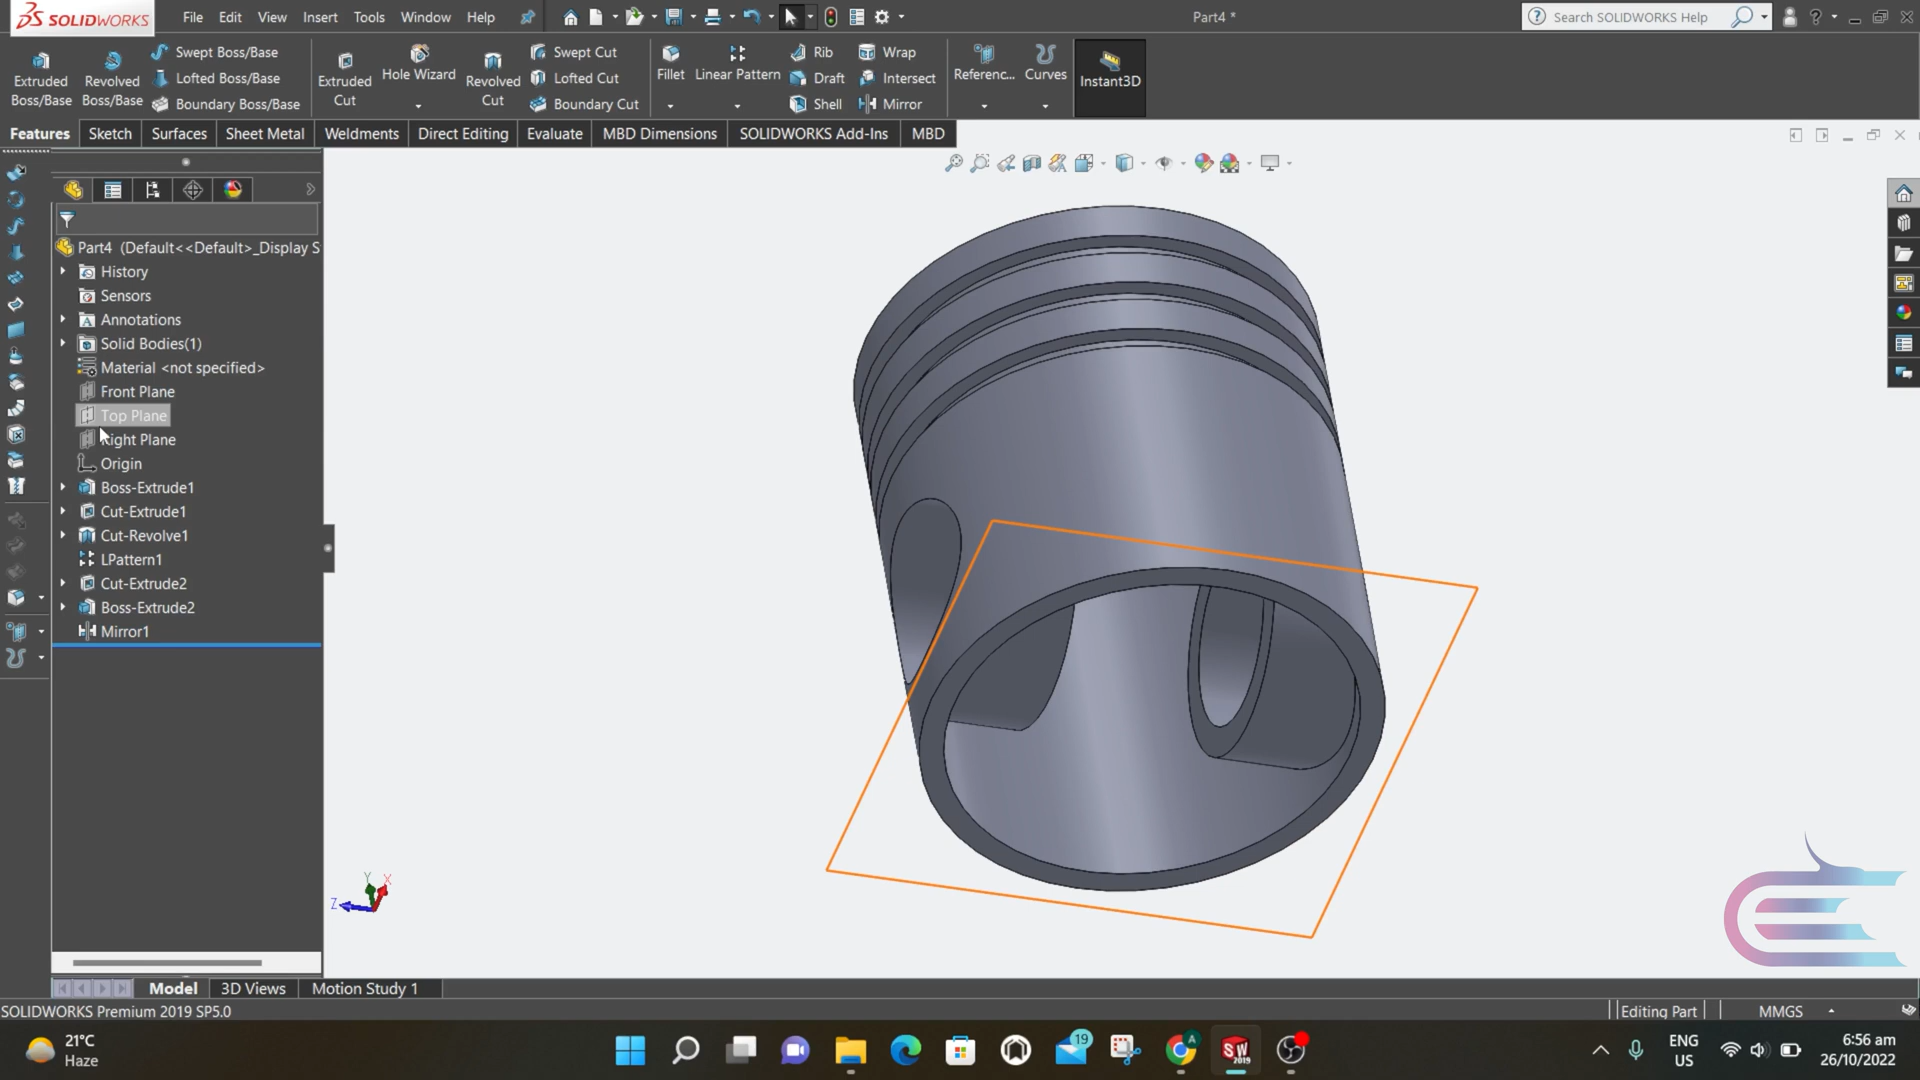 SOLIDWORKS
File Edit View Insert Tools Window Help
Part4 *
Search SOLIDWORKS Help
Extruded Boss/Base
Revolved Boss/Base
Swept Boss/Base
Lofted Boss/Base
Boundary Boss/Base
Extruded Cut
Hole Wizard
Revolved Cut
Swept Cut
Lofted Cut
Boundary Cut
Fillet
Linear Pattern
Rib
Draft
Shell
Wrap
Intersect
Mirror
Referenc...
Curves
Instant3D
Features Sketch Surfaces Sheet Metal Weldments Direct Editing Evaluate MBD Dimensions SOLIDWORKS Add-Ins MBD
Part4 (Default<<Default>_Display S
History
Sensors
Annotations
Solid Bodies(1)
Material <not specified>
Front Plane
Top Plane
Right Plane
Origin
Boss-Extrude1
Cut-Extrude1
Cut-Revolve1
LPattern1
Cut-Extrude2
Boss-Extrude2
Mirror1
Y X
Z
Model 3D Views Motion Study 1
SOLIDWORKS Premium 2019 SP5.0
Editing Part
MMGS
21°C
Haze
19
A
SW
2019
ENG
US
6:56 am
26/10/2022